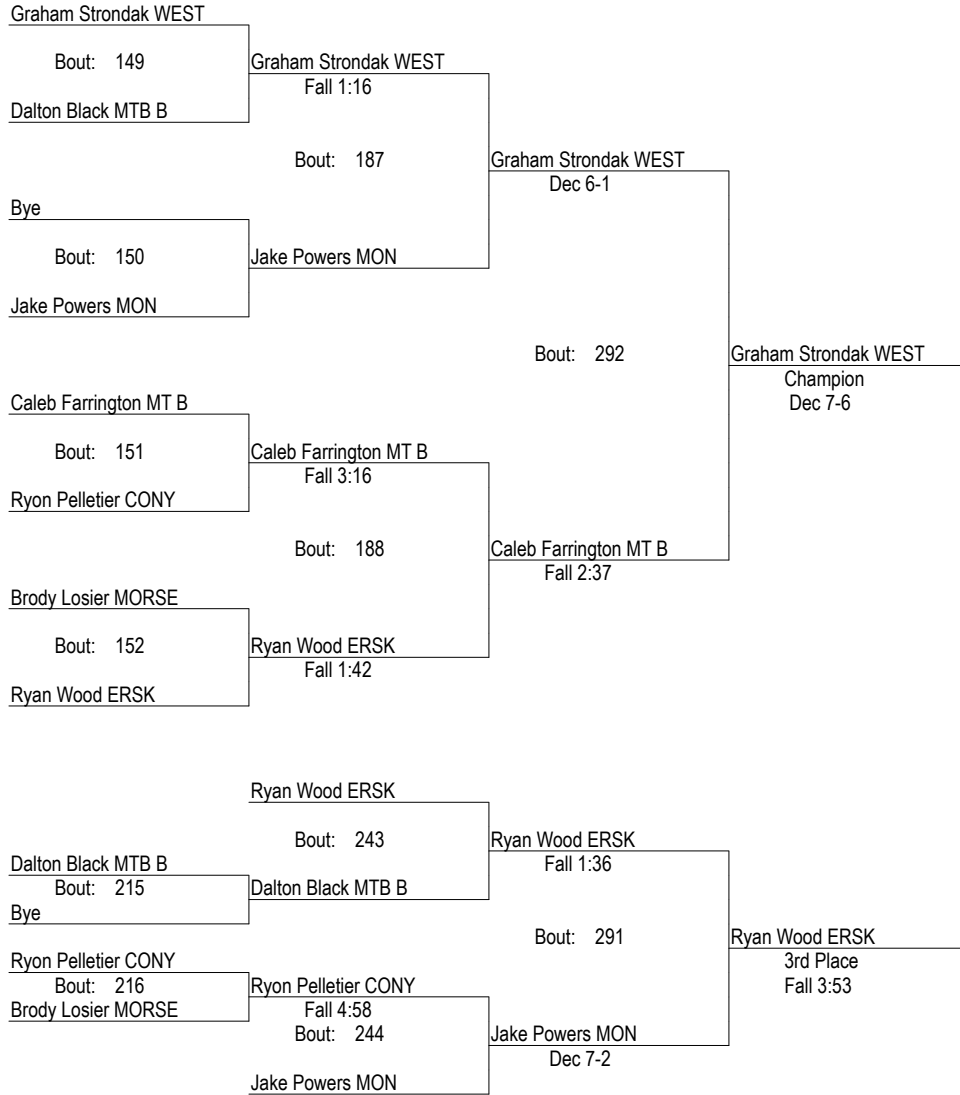 Graham Strondak WEST
Bout: 149
Graham Strondak WEST
Fall 1:16
Dalton Black MTB B
Bout: 187
Graham Strondak WEST
Dec 6-1
Bye
Bout: 150
Jake Powers MON
Jake Powers MON
Bout: 292
Graham Strondak WEST
Champion
Dec 7-6
Caleb Farrington MT B
Bout: 151
Caleb Farrington MT B
Fall 3:16
Ryon Pelletier CONY
Bout: 188
Caleb Farrington MT B
Fall 2:37
Brody Losier MORSE
Bout: 152
Ryan Wood ERSK
Fall 1:42
Ryan Wood ERSK
Ryan Wood ERSK
Bout: 243
Ryan Wood ERSK
Fall 1:36
Dalton Black MTB B
Bout: 215
Dalton Black MTB B
Bye
Bout: 291
Ryan Wood ERSK
3rd Place
Fall 3:53
Ryon Pelletier CONY
Bout: 216
Ryon Pelletier CONY
Brody Losier MORSE
Fall 4:58
Bout: 244
Jake Powers MON
Dec 7-2
Jake Powers MON